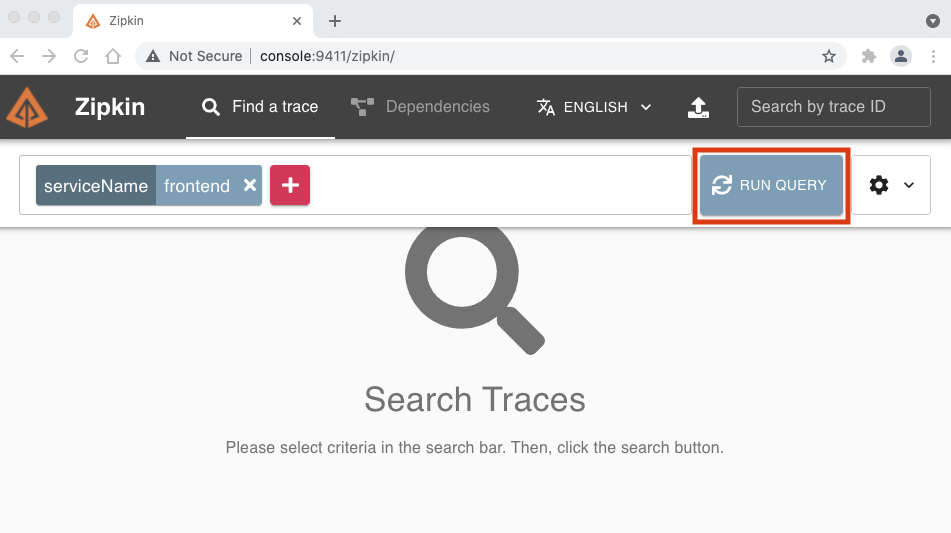 Zipkin
Not Secure console:9411/zipkin/
Zipkin Find a trace Dependencies ENGLISH Search by trace ID
serviceName frontend RUN QUERY
Search Traces
Please select criteria in the search bar. Then, click the search button.